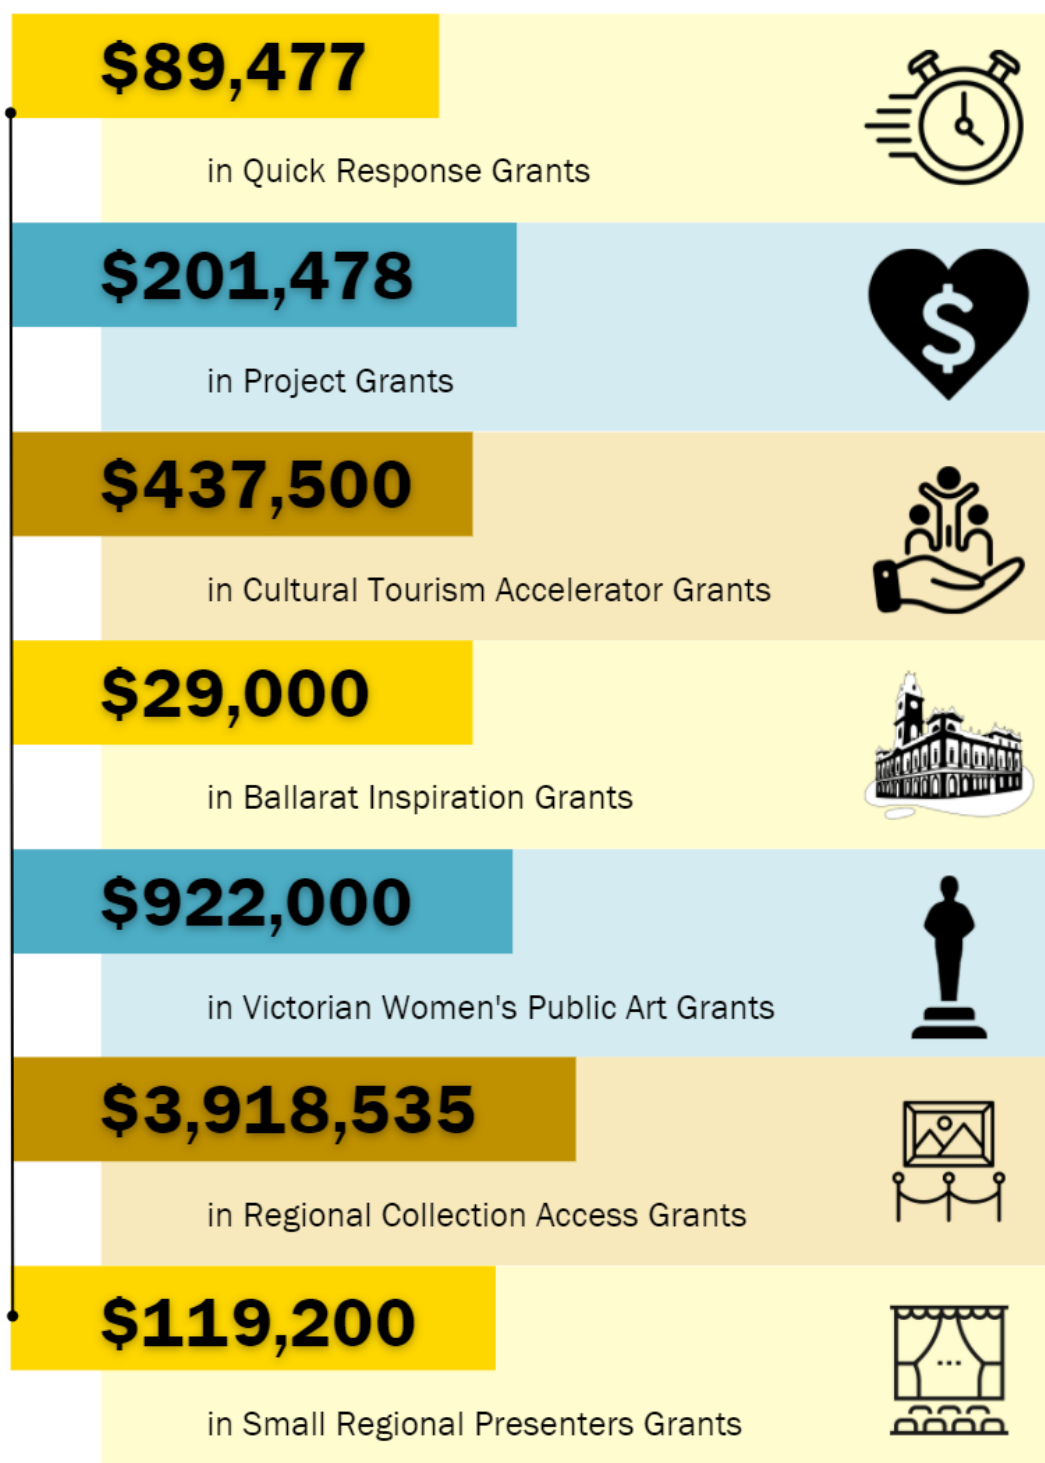 $89,477
in Quick Response Grants
$201,478
in Project Grants
$437,500
in Cultural Tourism Accelerator Grants
$29,000
in Ballarat Inspiration Grants
$922,000
in Victorian Women's Public Art Grants
$3,918,535
in Regional Collection Access Grants
$119,200
in Small Regional Presenters Grants